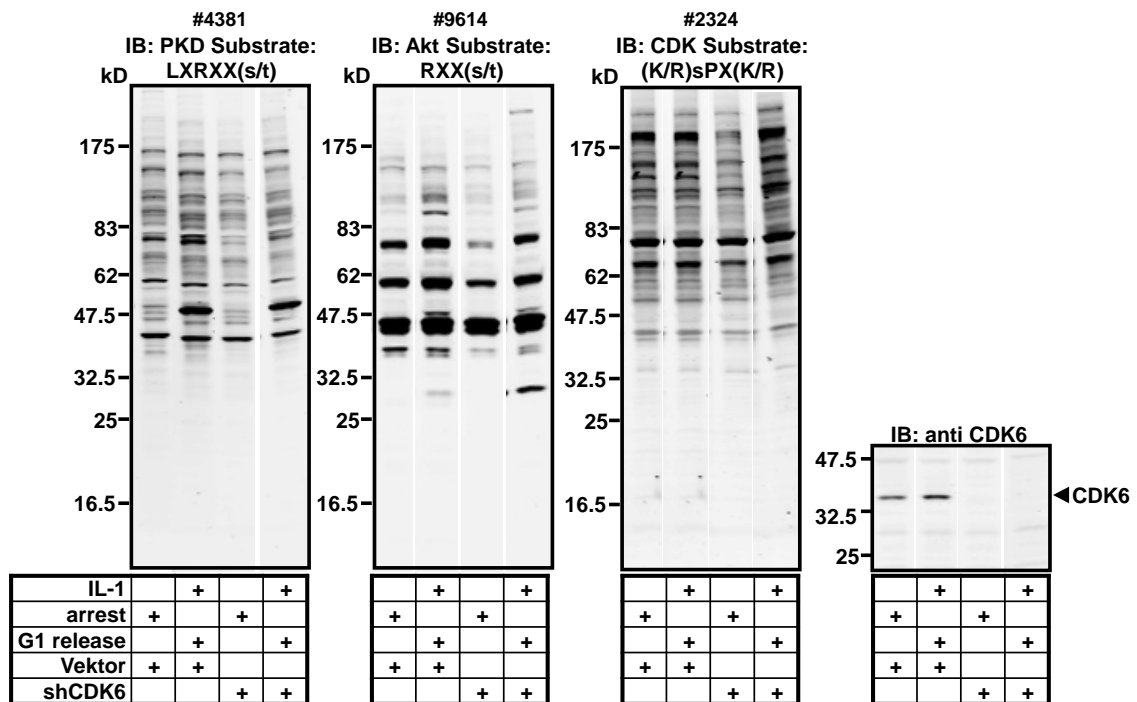 #4381
IB: PKD Substrate:
LXRXX(s/t)
kD
175
83
62
47.5
32.5
25
16.5
#9614
IB: Akt Substrate:
RXX(s/t)
kD
175
83
62
47.5
32.5
25
16.5
#2324
IB: CDK Substrate:
(K/R)sPX(K/R)
kD
175
83
62
47.5
32.5
25
16.5
IB: anti CDK6
47.5
32.5
25
CDK6
IL-1 + + + + + + + +
arrest + + + + + + + +
G1 release + + + + + + + +
Vektor + + + + + + + +
shCDK6 + + + + + + + +